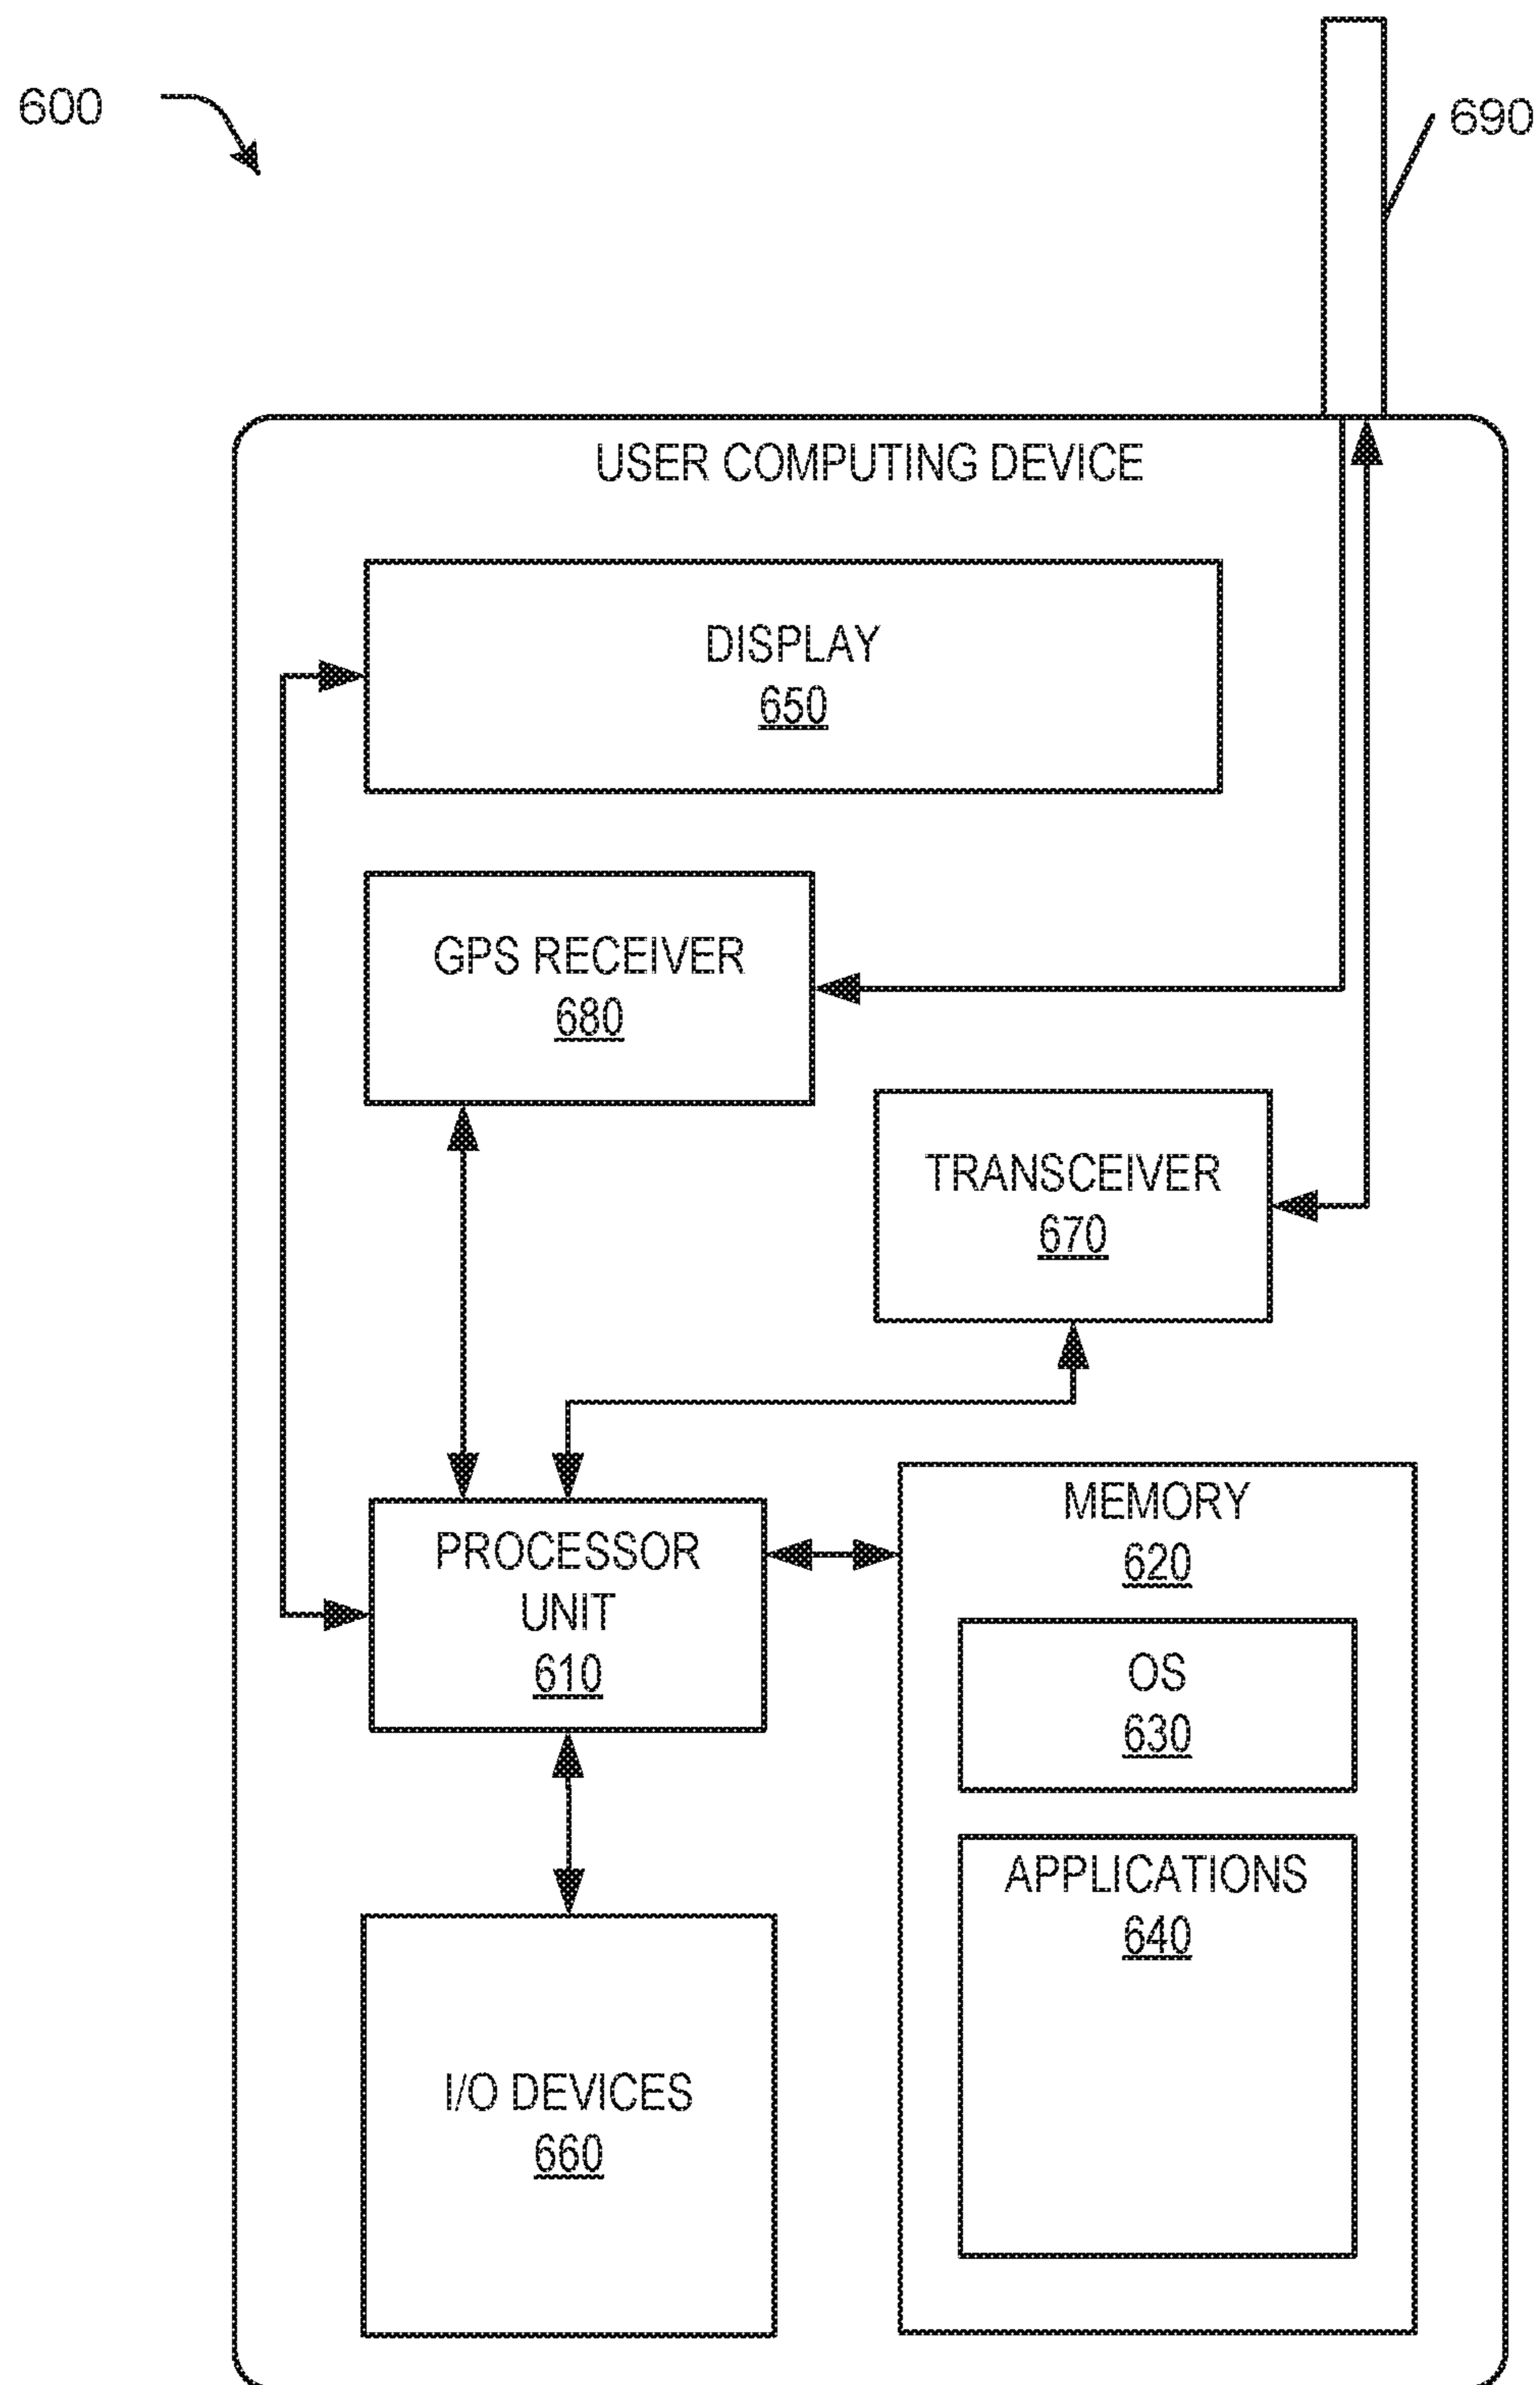 600
690
USER COMPUTING DEVICE
DISPLAY
650
GPS RECEIVER
680
TRANSCEIVER
670
PROCESSOR
UNIT
610
MEMORY
620
OS
630
APPLICATIONS
640
I/O DEVICES
660